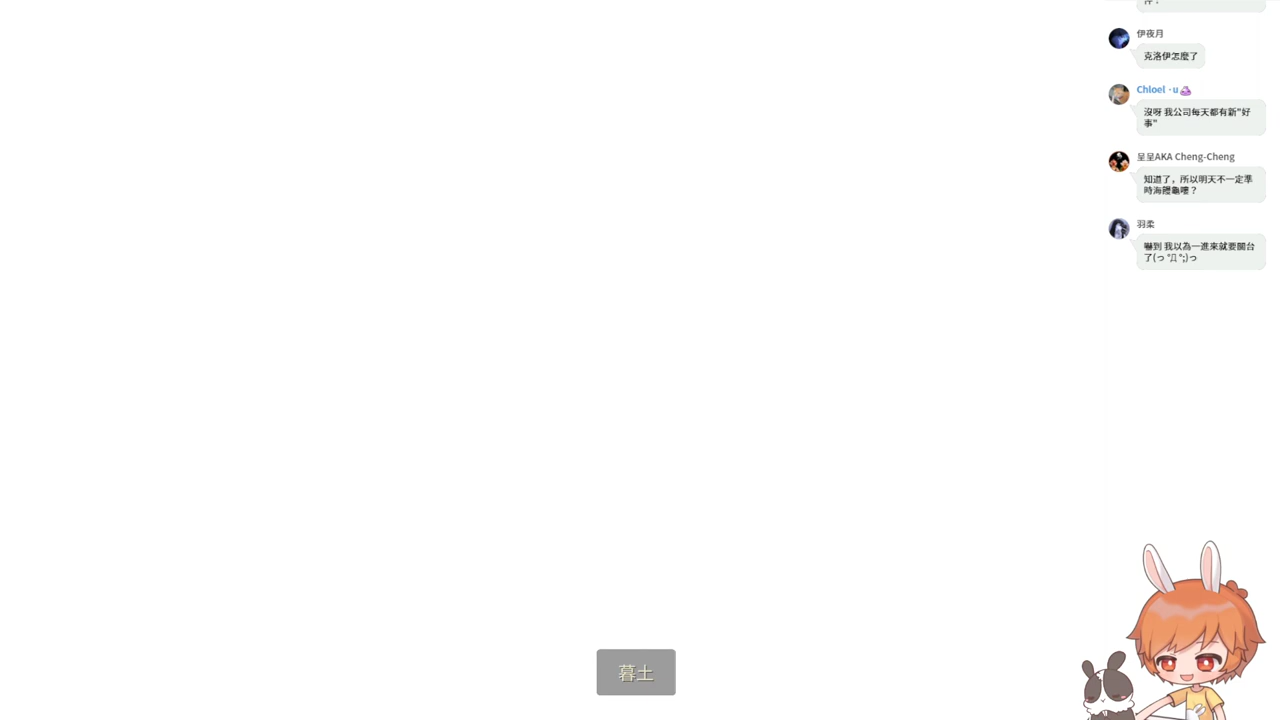 伊夜月
克洛伊怎麼了
Chloel ·u
沒呀 我公司每天都有新"好
事"
呈呈AKA Cheng-Cheng
知道了，所以明天不一定準
時海龜龜嘍？
羽柔
嚇到 我以為一進來就要關台
了(っ °Д °;)っ
暮土